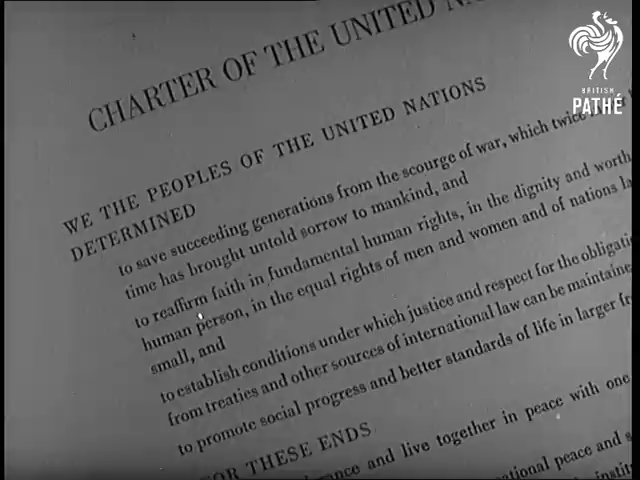 CHARTER OF THE UNITED
WE THE PEOPLES OF THE UNITED NATIONS
DETERMINED
to save succeeding generations from the scourge of war, which twice
time has brought untold sorrow to mankind, and
to reaffirm faith in fundamental human rights, in the dignity and worth
human person, in the equal rights of men and women and of nations
small, and
to establish conditions under which justice and respect for the
from treaties and other sources of international law can be
to promote social progress and better standards of life in larger
THESE ENDS
and live together in peace with one
peace and
BRITISH
PATHÉ